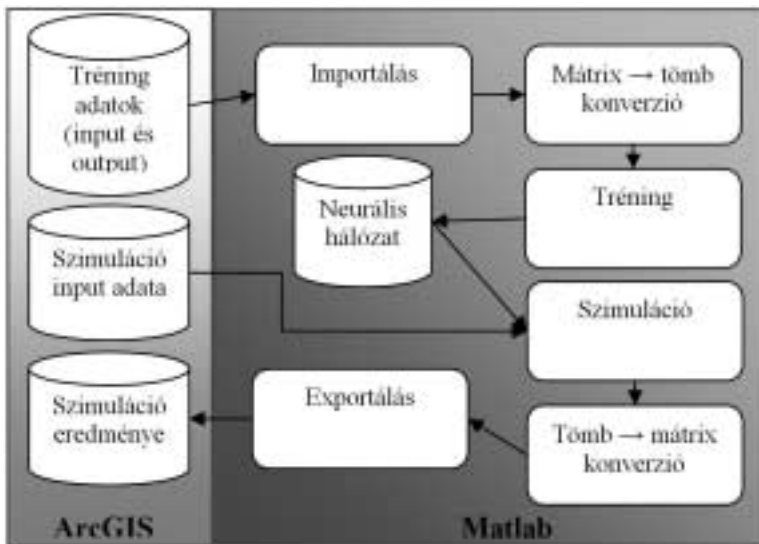 Tréning
adatok
(input és
output)
Importálás
Mátrix → tömb
konverzió
Neurális
hálózat
Tréning
Szimuláció
input adata
Szimuláció
Szimuláció
eredménye
Exportálás
Tömb → mátrix
konverzió
ArcGIS
Matlab